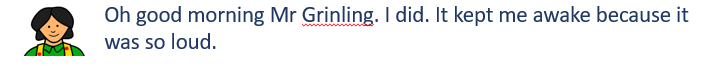 Oh good morning Mr Grinling. I did. It kept me awake because it
was so loud.